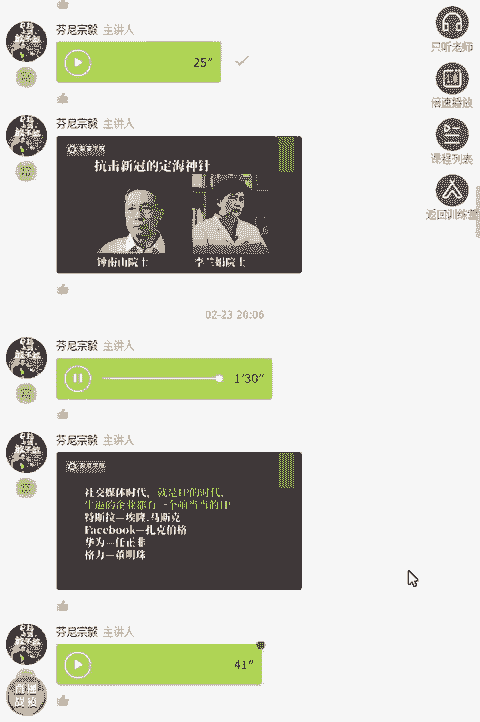 芬尼宗毅 主讲人
25"
只听老师
倍速播放
课程列表
返回训练营
芬尼宗毅 主讲人
抗击新冠的定海神针
钟南山院士
李兰娟院士
02-23 20:06
芬尼宗毅 主讲人
1'30"
芬尼宗毅 主讲人
社交媒体时代，就是IP的时代，
牛逼的企业都有一个响当当的IP
特斯拉—埃隆.马斯克
Facebook—扎克伯格
华为—任正非
格力—董明珠
芬尼宗毅 主讲人
41"